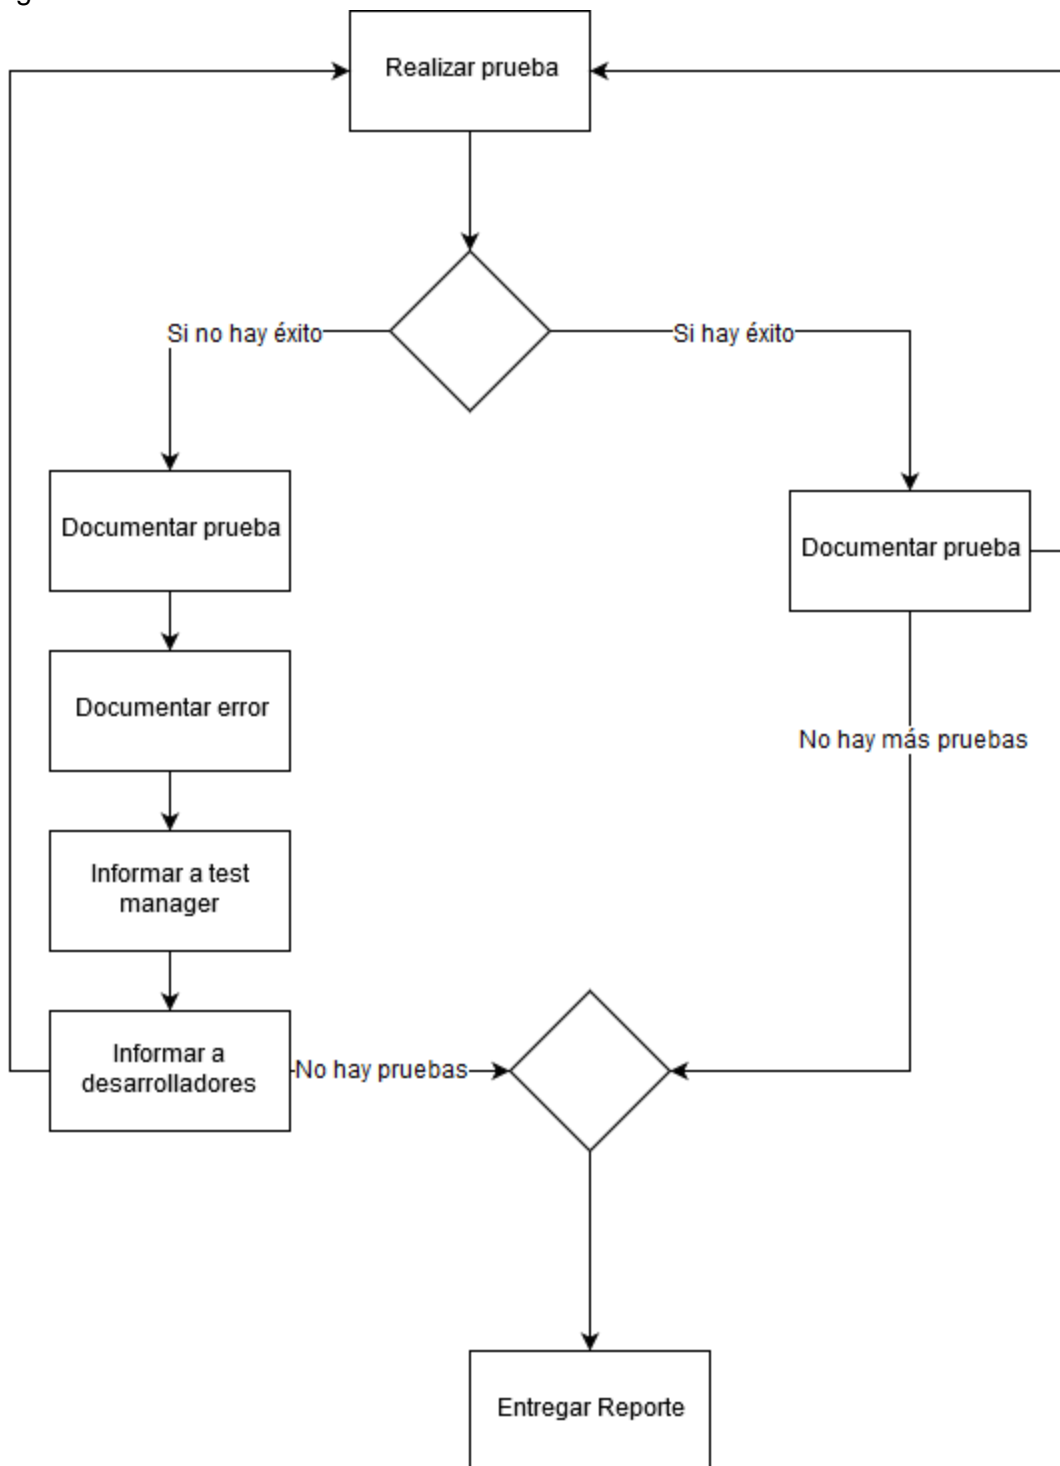 Realizar prueba
Si no hay éxito
Si hay éxito
Documentar prueba
Documentar prueba
Documentar error
No hay más pruebas
Informar a test
manager
Informar a
desarrolladores
No hay pruebas
Entregar Reporte